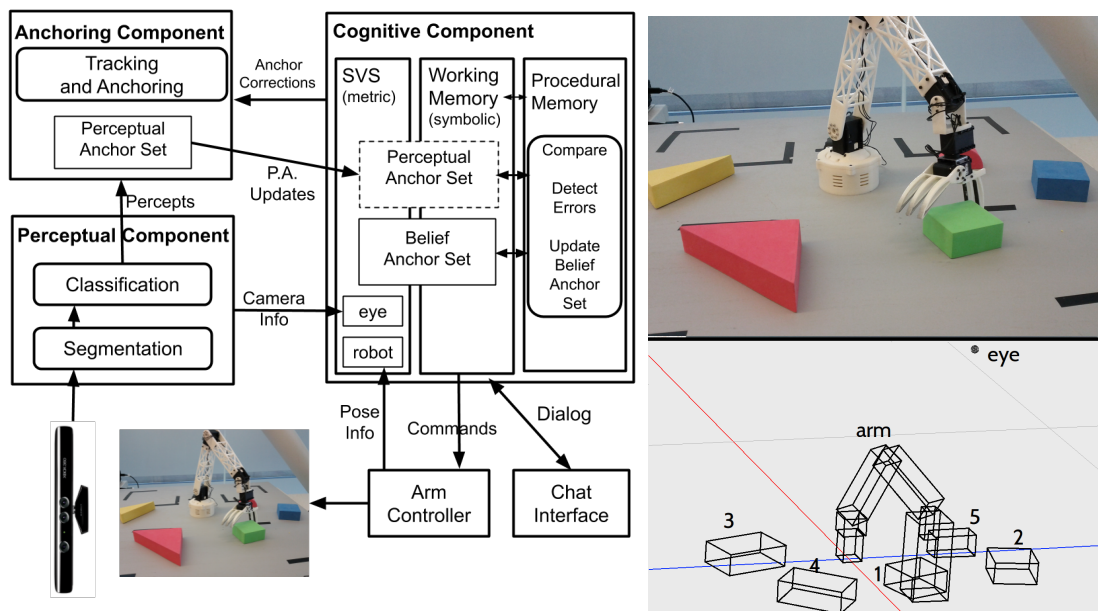 Anchoring Component
Tracking
and Anchoring
Perceptual
Anchor Set
Anchor
Corrections
P.A.
Updates
Percepts
Perceptual Component
Classification
Segmentation
Camera
Info
Cognitive Component
SVS
(metric)
Working
Memory
(symbolic)
Procedural
Memory
Perceptual
Anchor Set
Belief
Anchor Set
Compare
Detect
Errors
Update
Belief
Anchor
Set
eye
robot
Pose
Info
Commands
Dialog
Arm
Controller
Chat
Interface
eye
arm
3
5
2
4
1